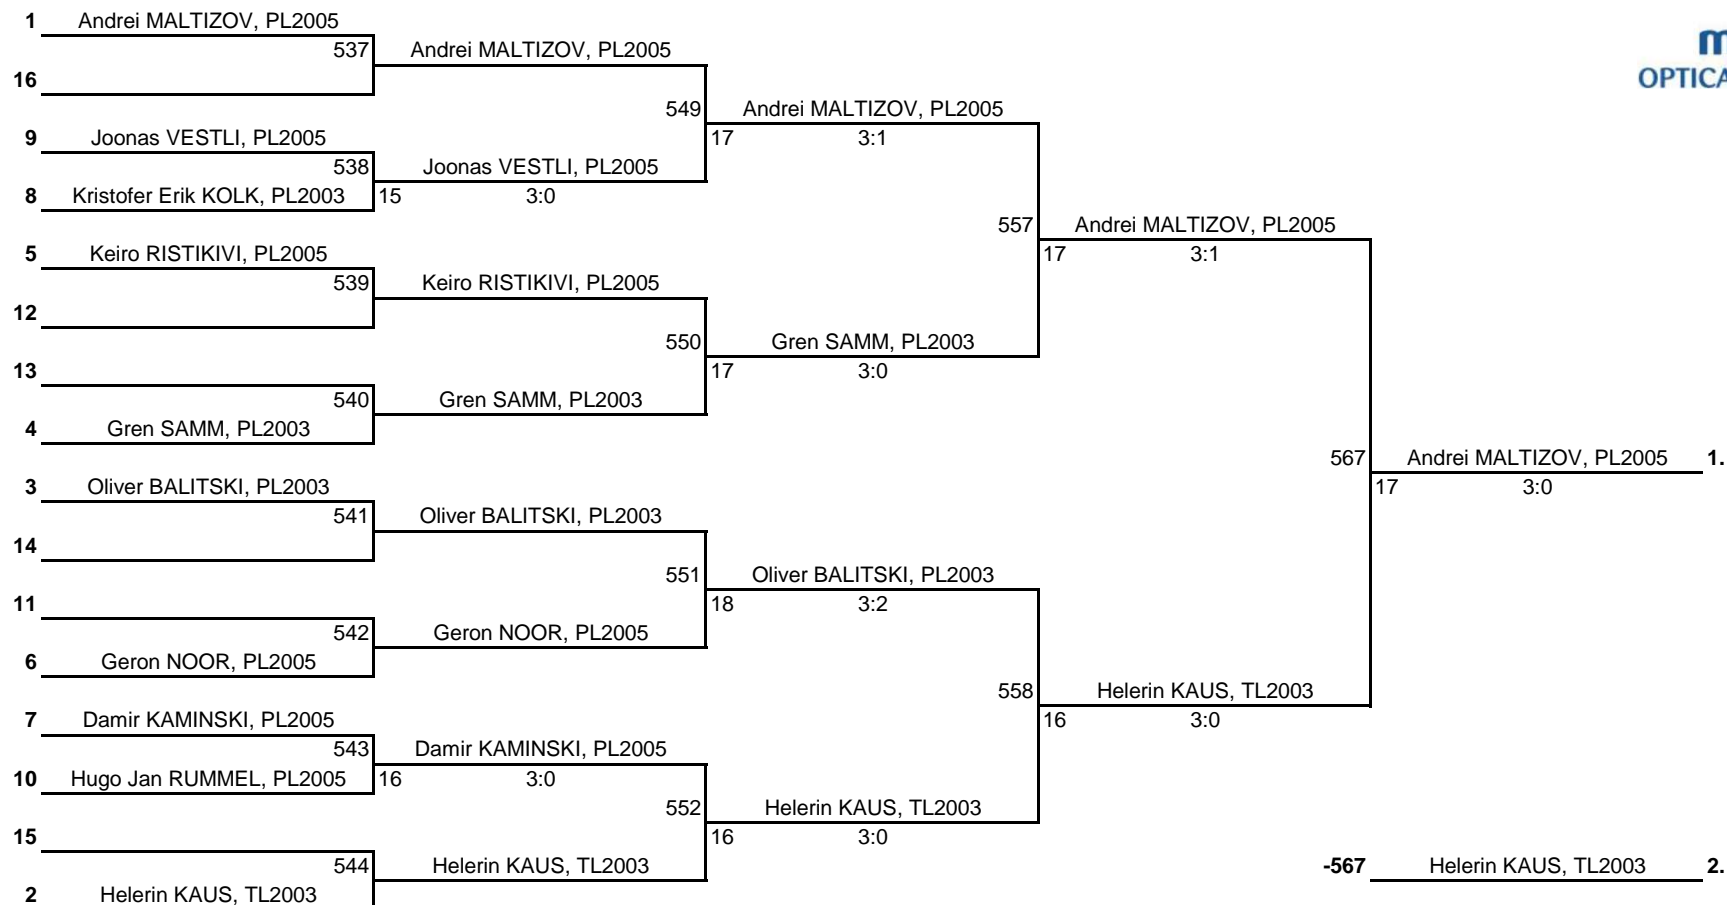 1 Andrei MALTIZOV, PL2005
537 Andrei MALTIZOV, PL2005
16
OPTICA
549 Andrei MALTIZOV, PL2005
9 Joonas VESTLI, PL2005
17 3:1
538 Joonas VESTLI, PL2005
8 Kristofer Erik KOLK, PL2003 15 3:0
557 Andrei MALTIZOV, PL2005
5 Keiro RISTIKIVI, PL2005
17 3:1
539 Keiro RISTIKIVI, PL2005
12
550 Gren SAMM, PL2003
13
17 3:0
540 Gren SAMM, PL2003
4 Gren SAMM, PL2003
567 Andrei MALTIZOV, PL2005 1.
3 Oliver BALITSKI, PL2003
17 3:0
541 Oliver BALITSKI, PL2003
14
551 Oliver BALITSKI, PL2003
11
18 3:2
542 Geron NOOR, PL2005
6 Geron NOOR, PL2005
558 Helerin KAUS, TL2003
7 Damir KAMINSKI, PL2005
16 3:0
543 Damir KAMINSKI, PL2005
10 Hugo Jan RUMMEL, PL2005 16 3:0
552 Helerin KAUS, TL2003
15
16 3:0
544 Helerin KAUS, TL2003
-567 Helerin KAUS, TL2003 2.
2 Helerin KAUS, TL2003